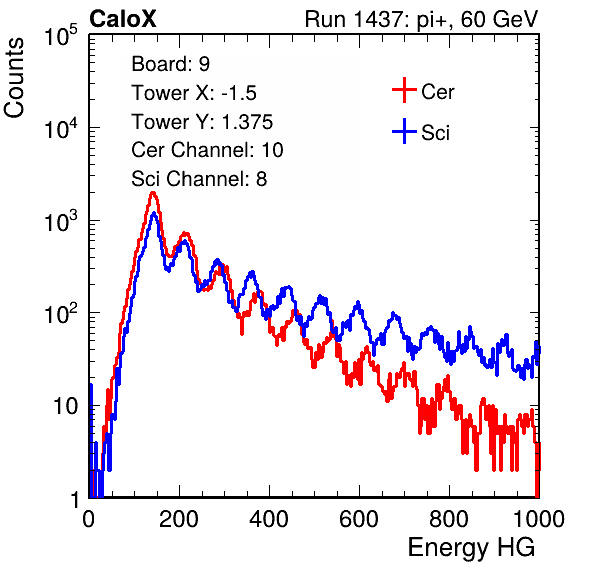 CaloX Run 1437: pi+, 60 GeV
Counts
Board: 9
Tower X: -1.5
Tower Y: 1.375
Cer Channel: 10
Sci Channel: 8
Cer
Sci
10^5
10^4
10^3
10^2
10
1
0 200 400 600 800 1000
Energy HG